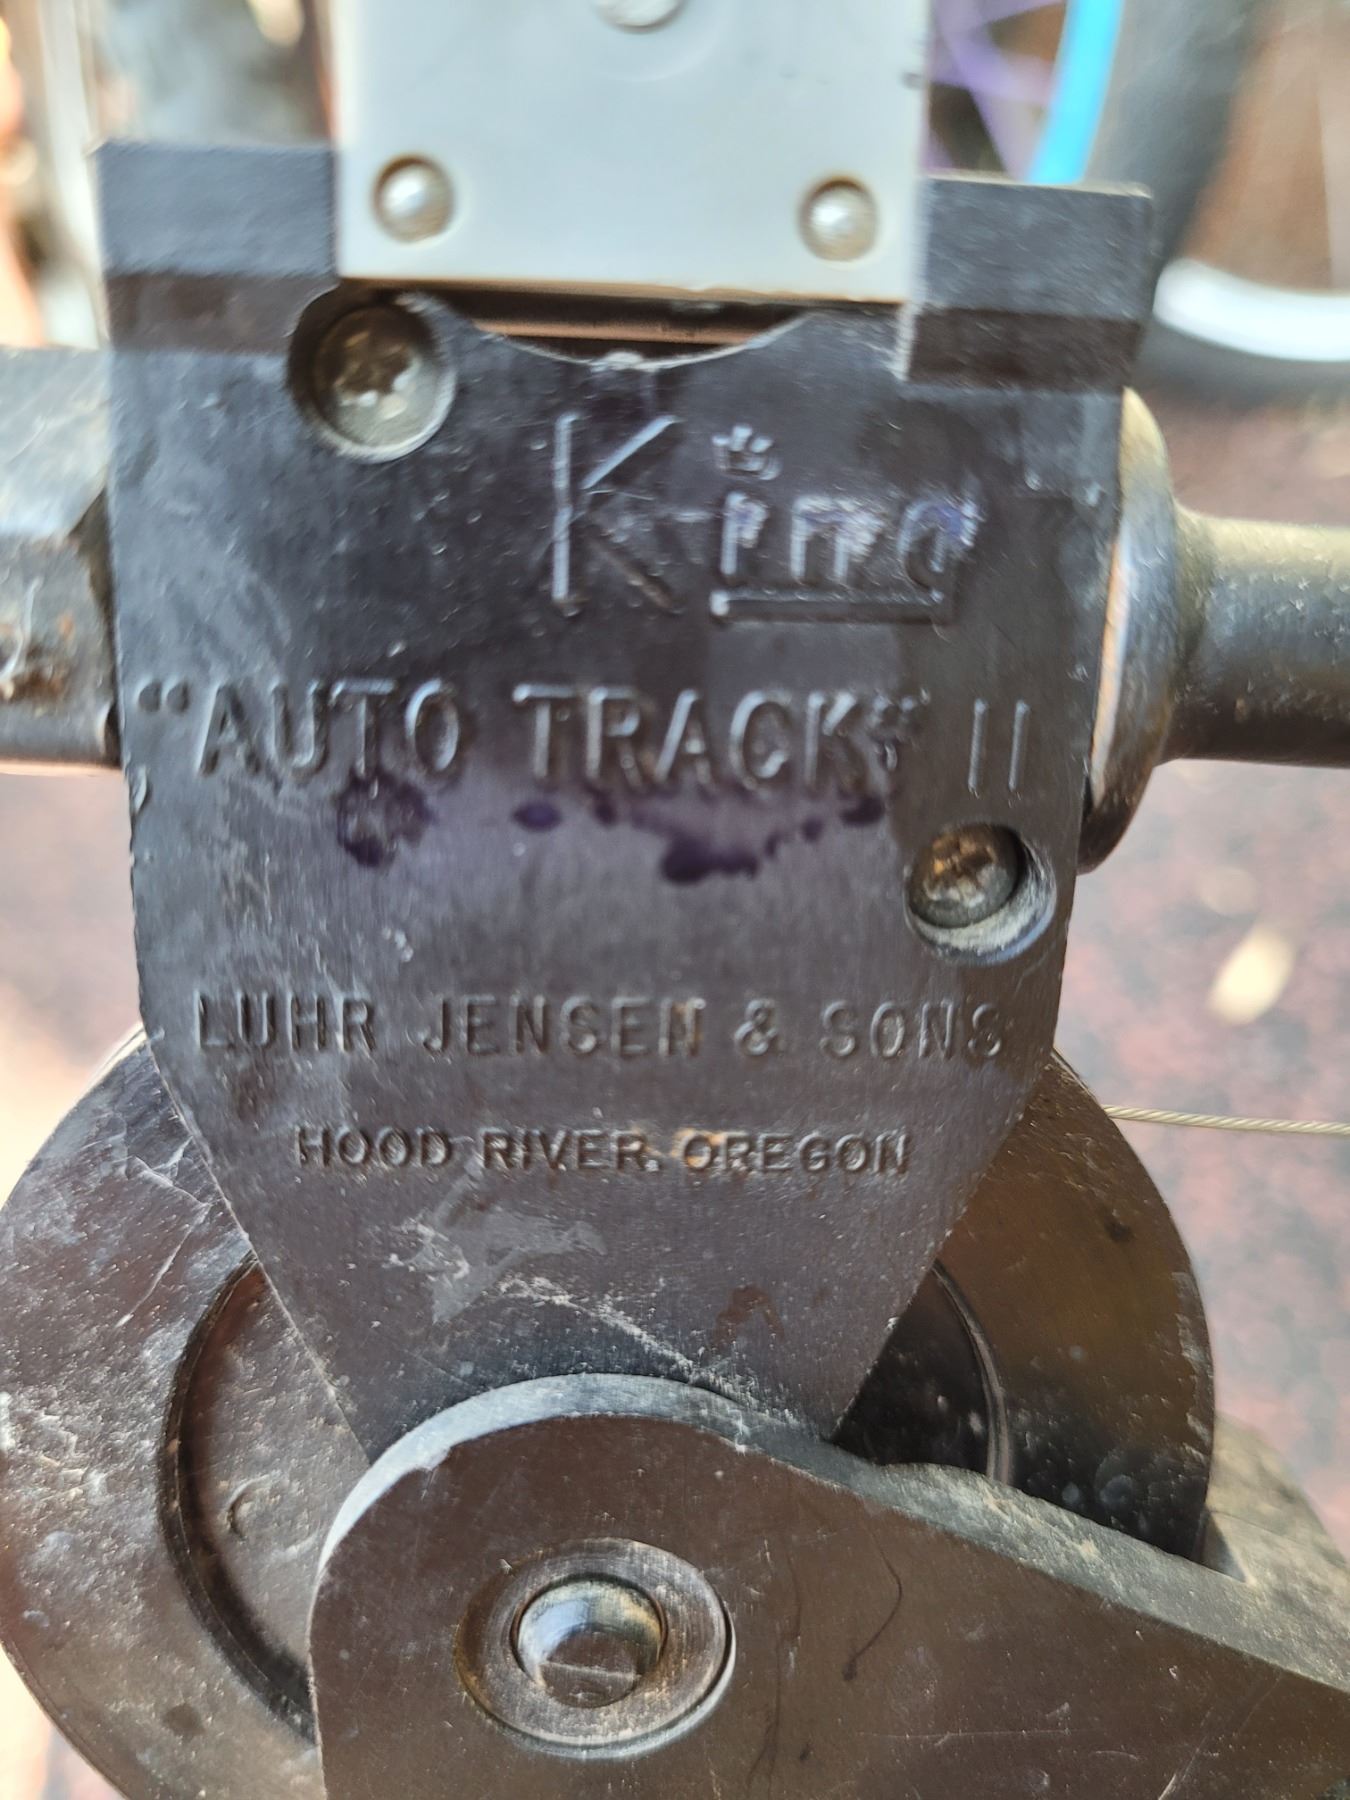 King
"AUTO TRACK" II
LUHR JENSEN & SONS
HOOD RIVER, OREGON